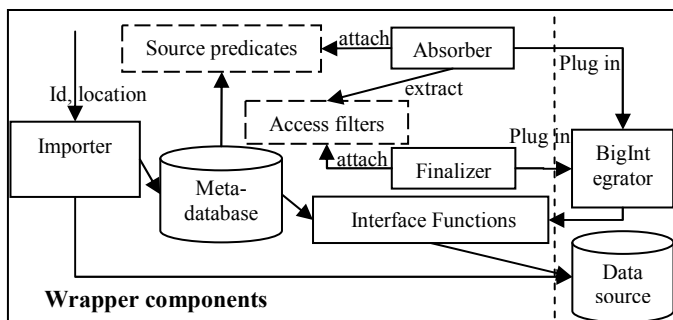 Source predicates
attach
Absorber
Plug in
Id, location
extract
Access filters
Plug in
Importer
attach
Finalizer
BigInt
egrator
Meta-
database
Interface Functions
Data
source
Wrapper components